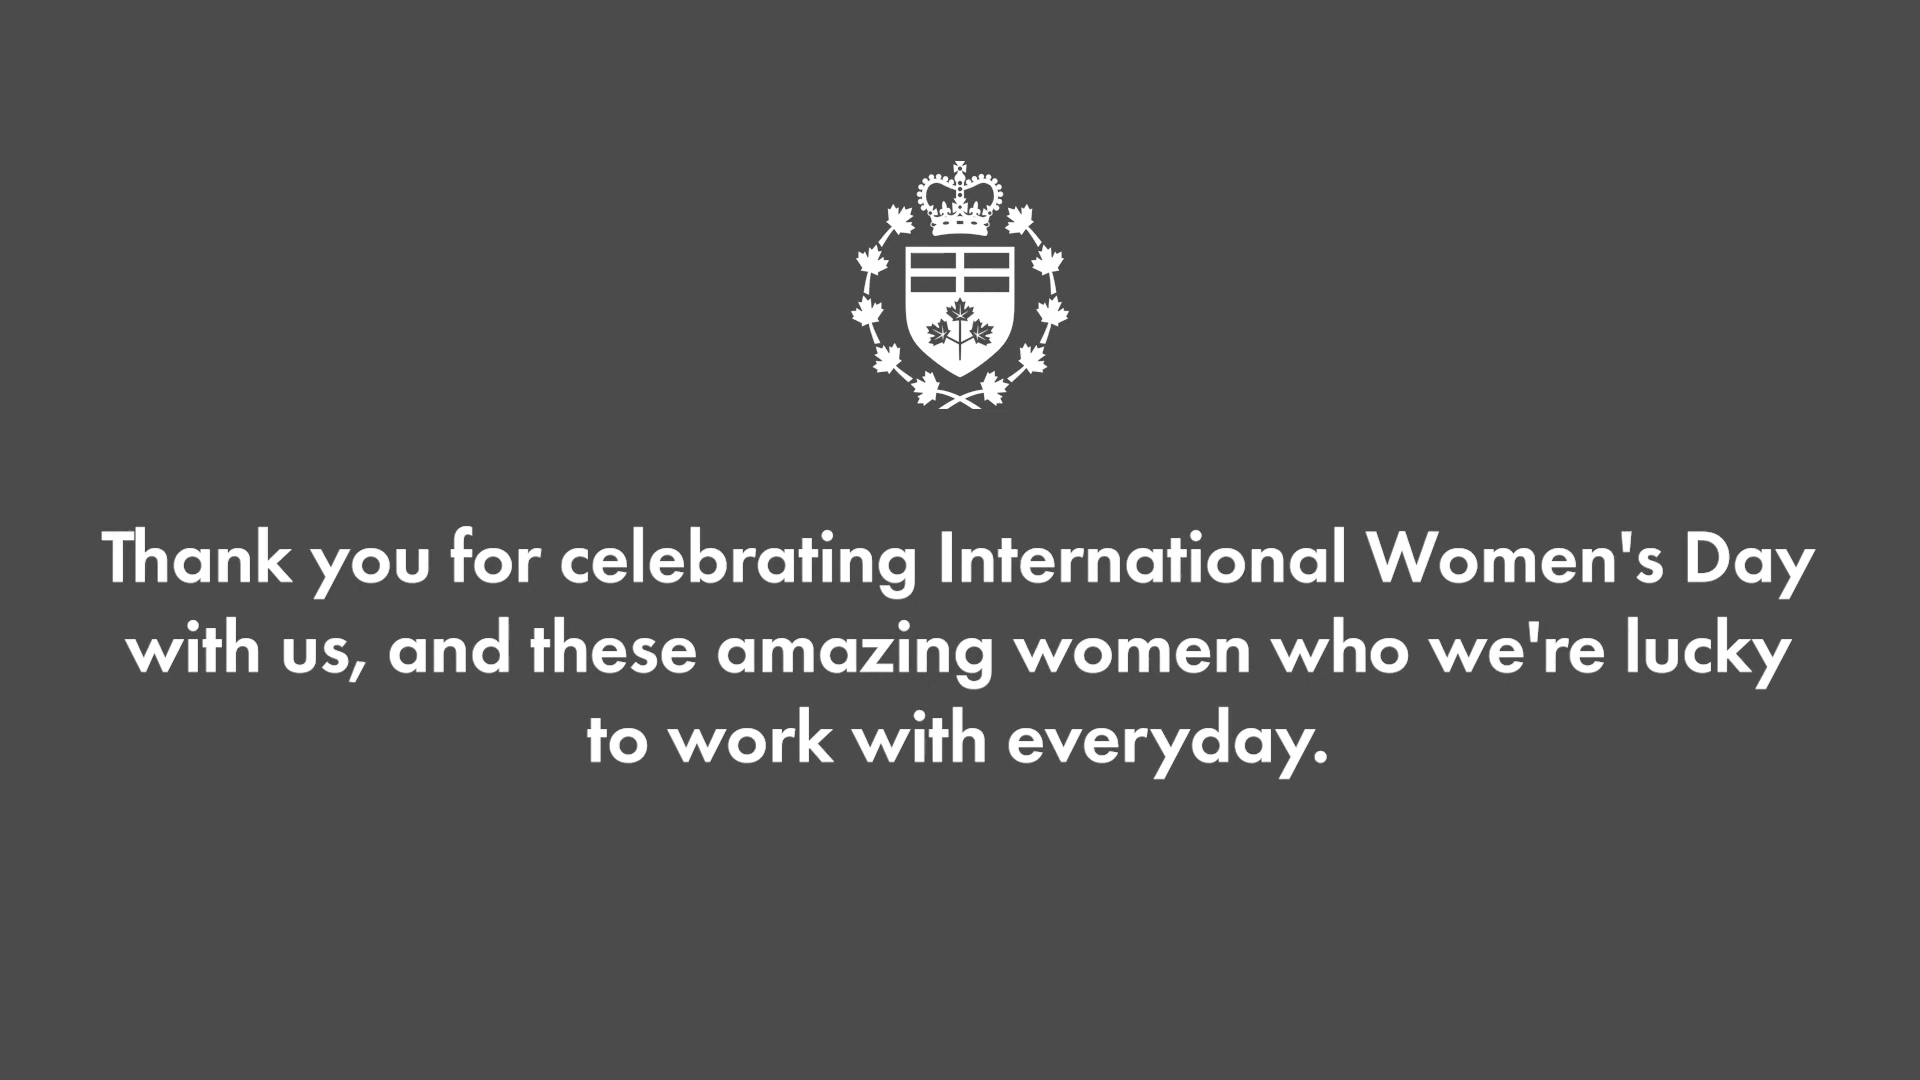 Thank you for celebrating International Women's Day
with us, and these amazing women who we're lucky
to work with everyday.